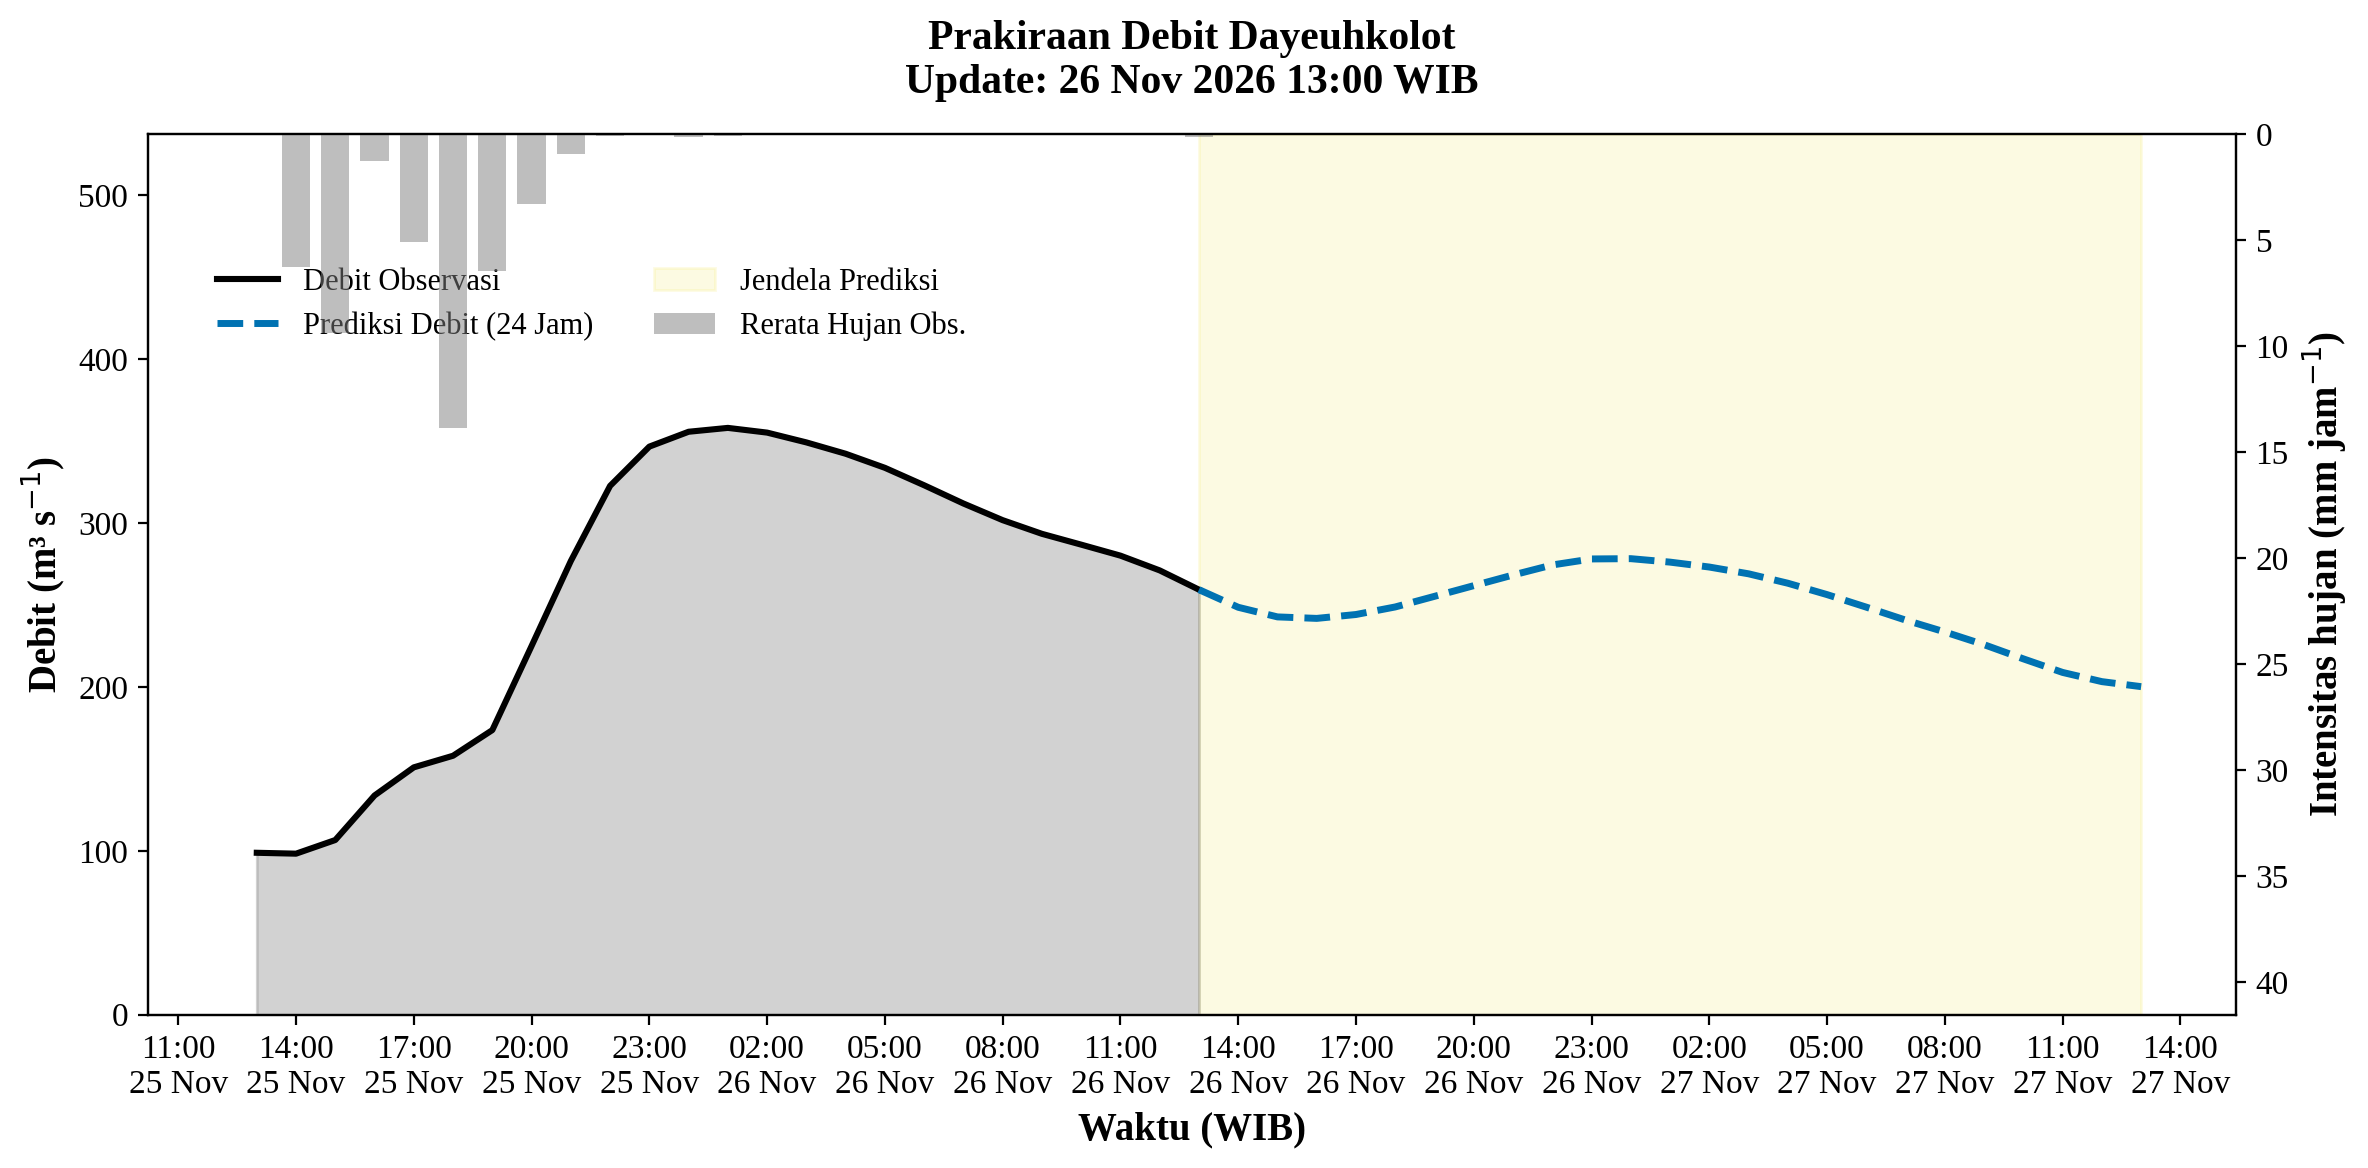 Prakiraan Debit Dayeuhkolot
Update: 26 Nov 2026 13:00 WIB
Debit Observasi
Prediksi Debit (24 Jam)
Jendela Prediksi
Rerata Hujan Obs.
Debit (m³ s⁻¹)
500
400
300
200
100
0
0
5
10
15
20
25
30
35
40
Intensitas hujan (mm jam⁻¹)
11:00 14:00 17:00 20:00 23:00 02:00 05:00 08:00 11:00 14:00 17:00 20:00 23:00 02:00 05:00 08:00 11:00 14:00
25 Nov 25 Nov 25 Nov 25 Nov 25 Nov 26 Nov 26 Nov 26 Nov 26 Nov 26 Nov 26 Nov 26 Nov 26 Nov 27 Nov 27 Nov 27 Nov 27 Nov 27 Nov
Waktu (WIB)